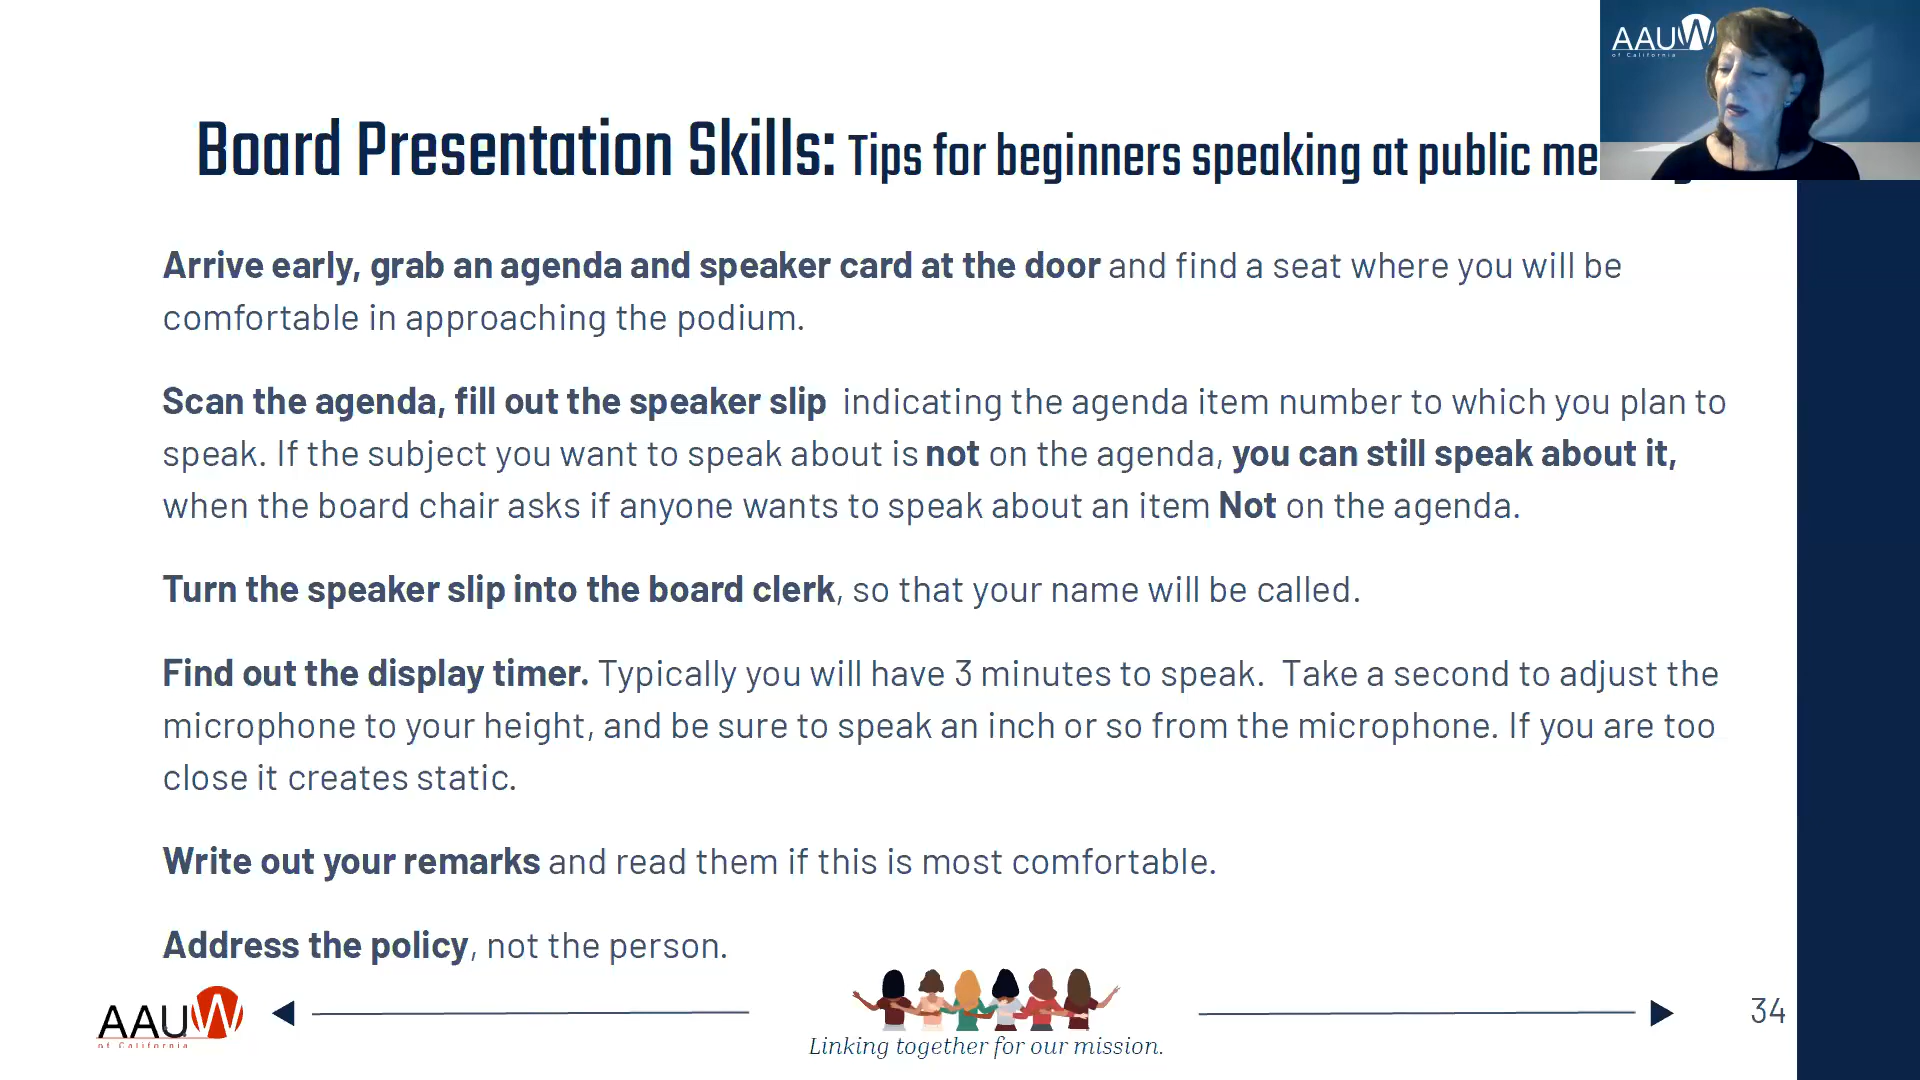 AAUW
of California
Board Presentation Skills: Tips for beginners speaking at public
Arrive early, grab an agenda and speaker card at the door and find a seat where you will be
comfortable in approaching the podium.
Scan the agenda, fill out the speaker slip indicating the agenda item number to which you plan to
speak. If the subject you want to speak about is not on the agenda, you can still speak about it,
when the board chair asks if anyone wants to speak about an item Not on the agenda.
Turn the speaker slip into the board clerk, so that your name will be called.
Find out the display timer. Typically you will have 3 minutes to speak. Take a second to adjust the
microphone to your height, and be sure to speak an inch or so from the microphone. If you are too
close it creates static.
Write out your remarks and read them if this is most comfortable.
Address the policy, not the person.
AAUW
of California
Linking together for our mission.
34